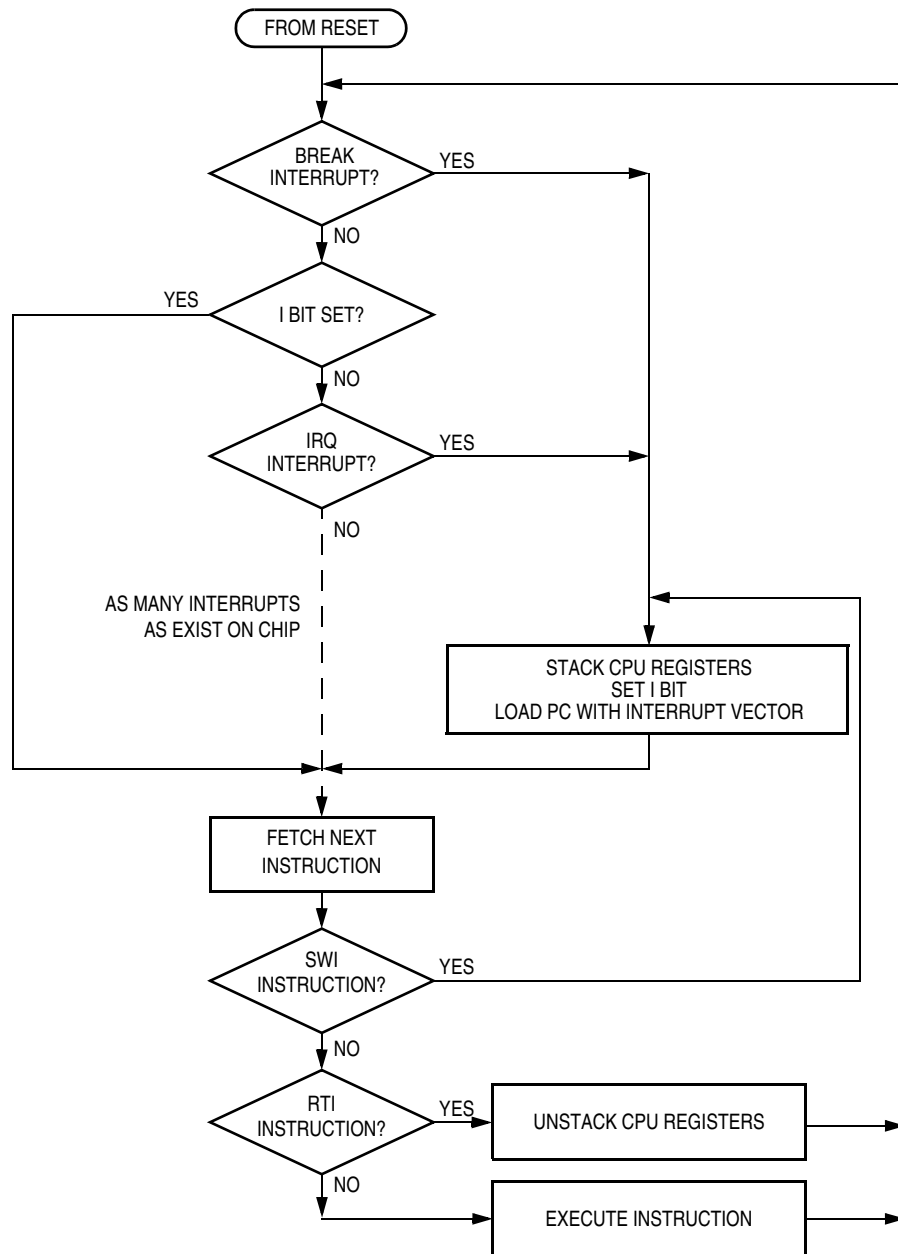 FROM RESET
BREAK
INTERRUPT?
YES
NO
YES
I BIT SET?
NO
IRQ
INTERRUPT?
YES
NO
AS MANY INTERRUPTS
AS EXIST ON CHIP
STACK CPU REGISTERS
SET I BIT
LOAD PC WITH INTERRUPT VECTOR
FETCH NEXT
INSTRUCTION
SWI
INSTRUCTION?
YES
NO
RTI
INSTRUCTION?
YES
UNSTACK CPU REGISTERS
NO
EXECUTE INSTRUCTION